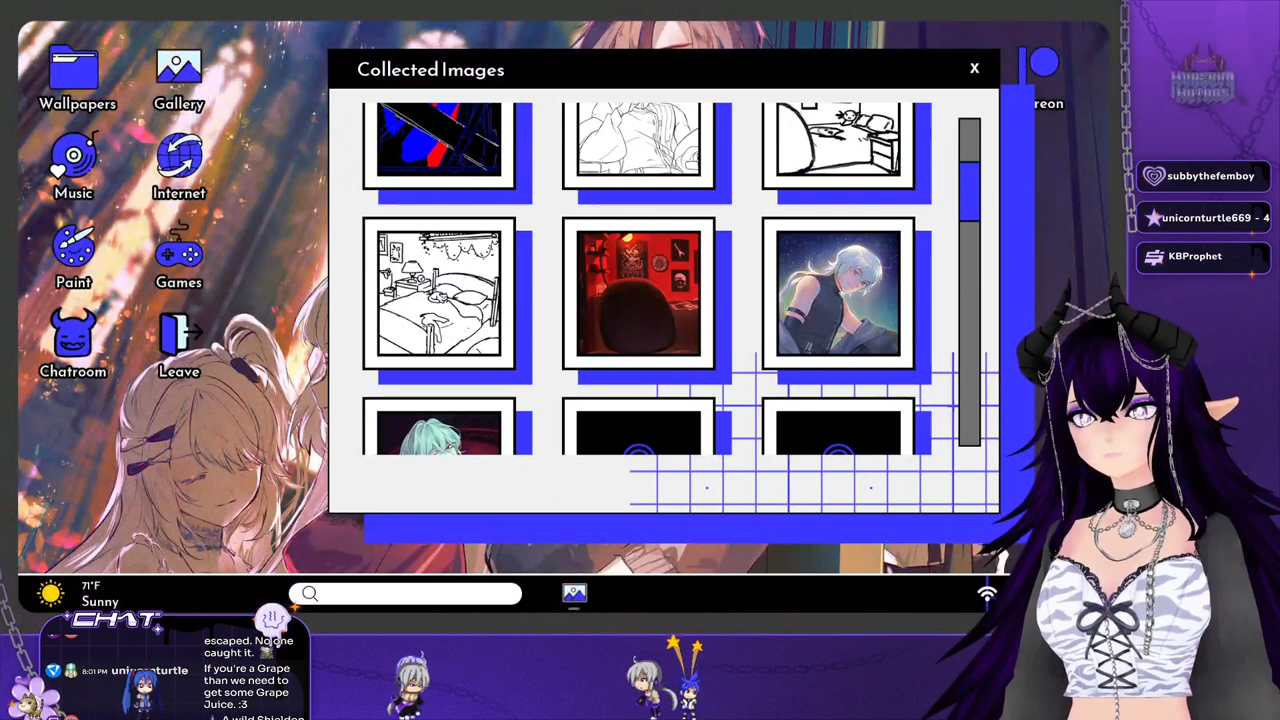 Collected Images
X
Wallpapers
Gallery
reon
Music
Internet
Paint
Games
Chatroom
Leave
subbythefemboy
unicornturtle669 - 4
KBProphet
71°F
Sunny
CHAT
escaped. No one
caught it.
8:01 PM
If you're a Grape
than we need to
get some Grape
Juice. :3